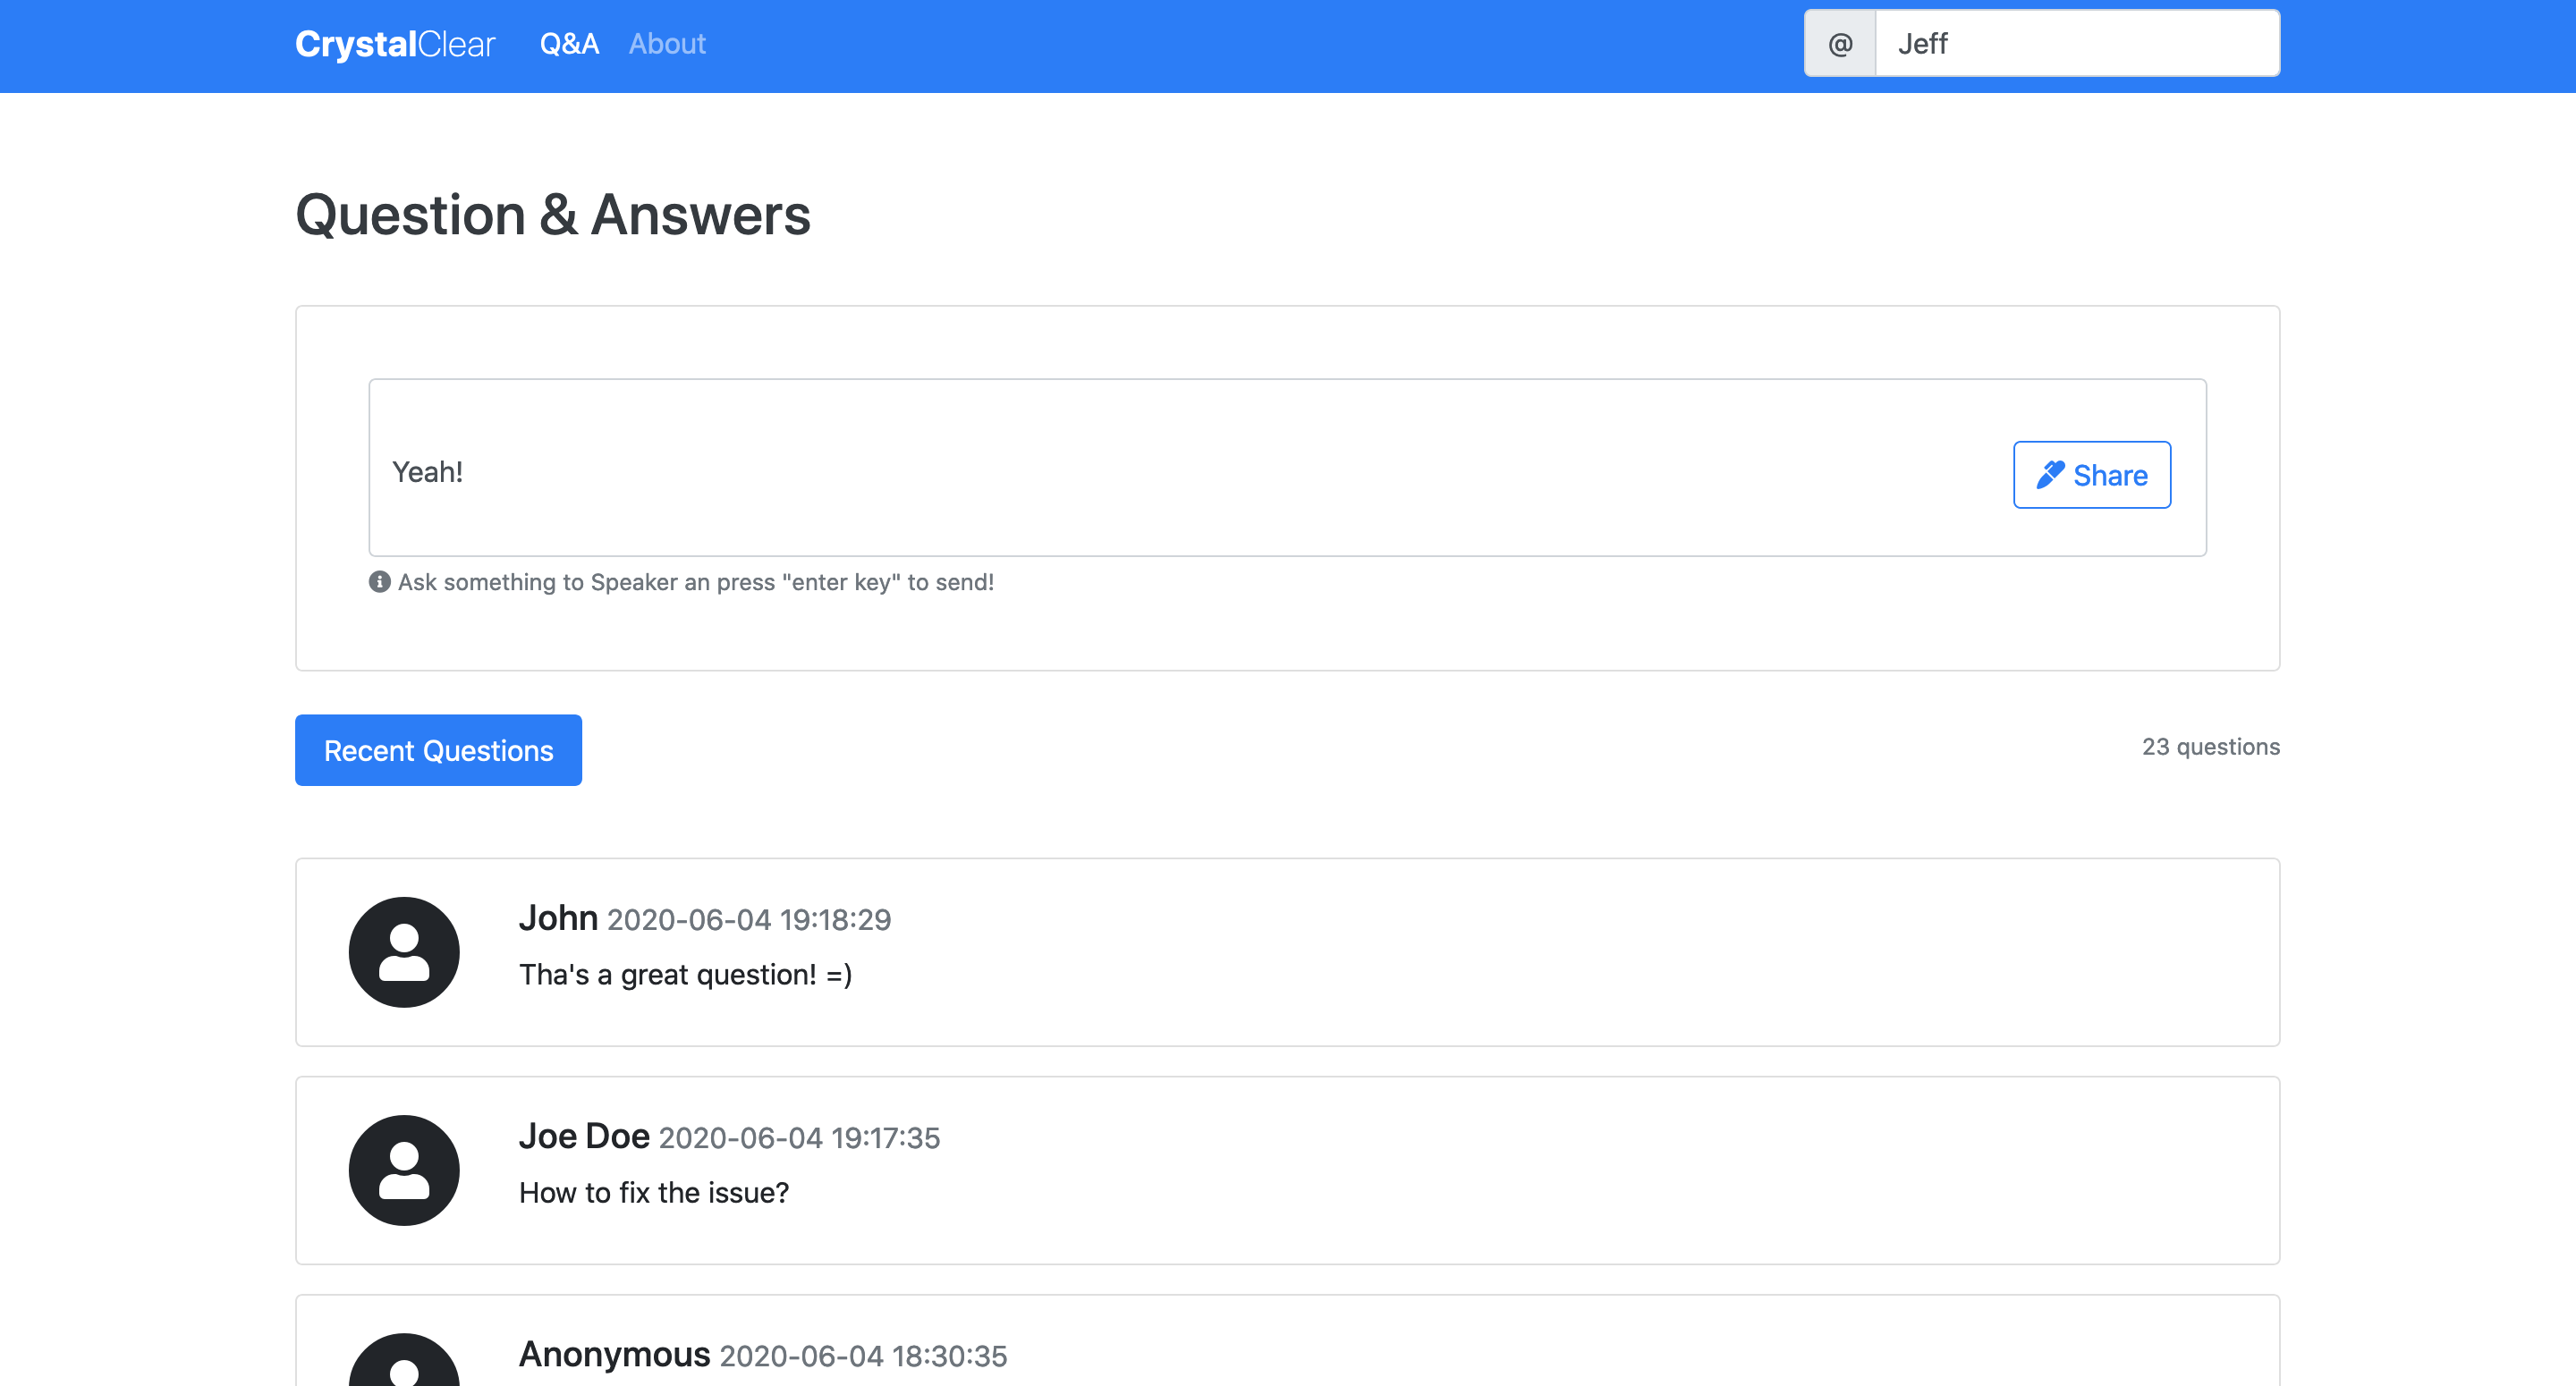 CrystalClear Q&A About @ Jeff
Question & Answers
Yeah!
Share
Ask something to Speaker an press "enter key" to send!
Recent Questions
23 questions
John 2020-06-04 19:18:29
Tha's a great question! =)
Joe Doe 2020-06-04 19:17:35
How to fix the issue?
Anonymous 2020-06-04 18:30:35